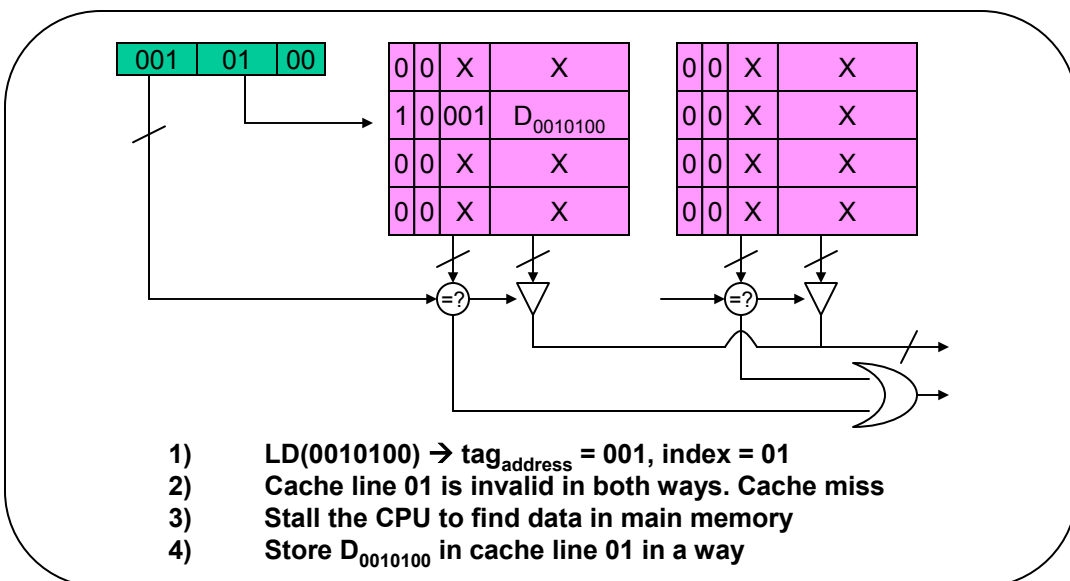 001 01 00
0 0 X X
1 0 001 D0010100
0 0 X X
0 0 X X
0 0 X X
0 0 X X
0 0 X X
0 0 X X
=?
=?
1) LD(0010100) → tagaddress = 001, index = 01
2) Cache line 01 is invalid in both ways. Cache miss
3) Stall the CPU to find data in main memory
4) Store D0010100 in cache line 01 in a way